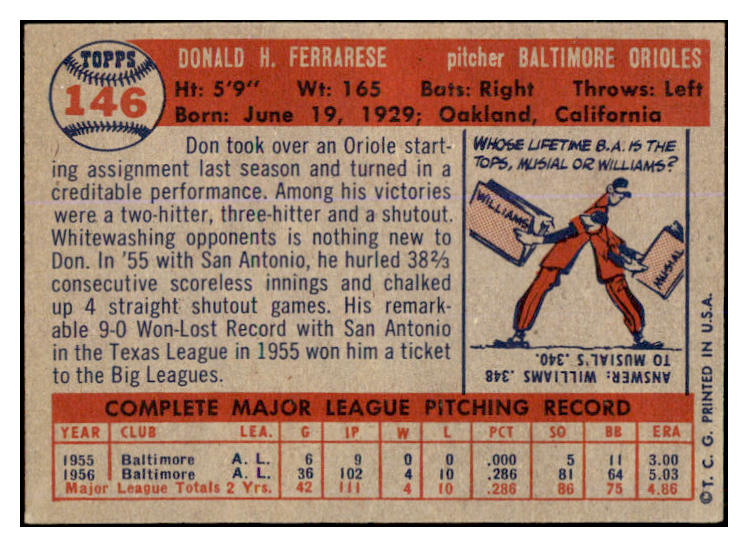 TOPPS
146
DONALD H. FERRARESE pitcher BALTIMORE ORIOLES
Ht: 5'9" Wt: 165 Bats: Right Throws: Left
Born: June 19, 1929; Oakland, California
Don took over an Oriole start-
ing assignment last season and turned in a
creditable performance. Among his victories
were a two-hitter, three-hitter and a shutout.
Whitewashing opponents is nothing new to
Don. In '55 with San Antonio, he hurled 38⅔
consecutive scoreless innings and chalked
up 4 straight shutout games. His remark-
able 9-0 Won-Lost Record with San Antonio
in the Texas League in 1955 won him a ticket
to the Big Leagues.
WHOSE LIFETIME B.A. IS THE
TOPS, MUSIAL OR WILLIAMS?
WILLIAMS
MUSIAL
ANSWER: WILLIAMS' .348
TO MUSIAL'S .340.
COMPLETE MAJOR LEAGUE PITCHING RECORD
YEAR CLUB LEA. G IP W L PCT SO BB ERA
1955 Baltimore A. L. 6 9 0 0 .000 5 11 3.00
1956 Baltimore A. L. 36 102 4 10 .286 81 64 5.03
Major League Totals 2 Yrs. 42 111 4 10 .286 86 75 4.86
©T. C. G. PRINTED IN U.S.A.